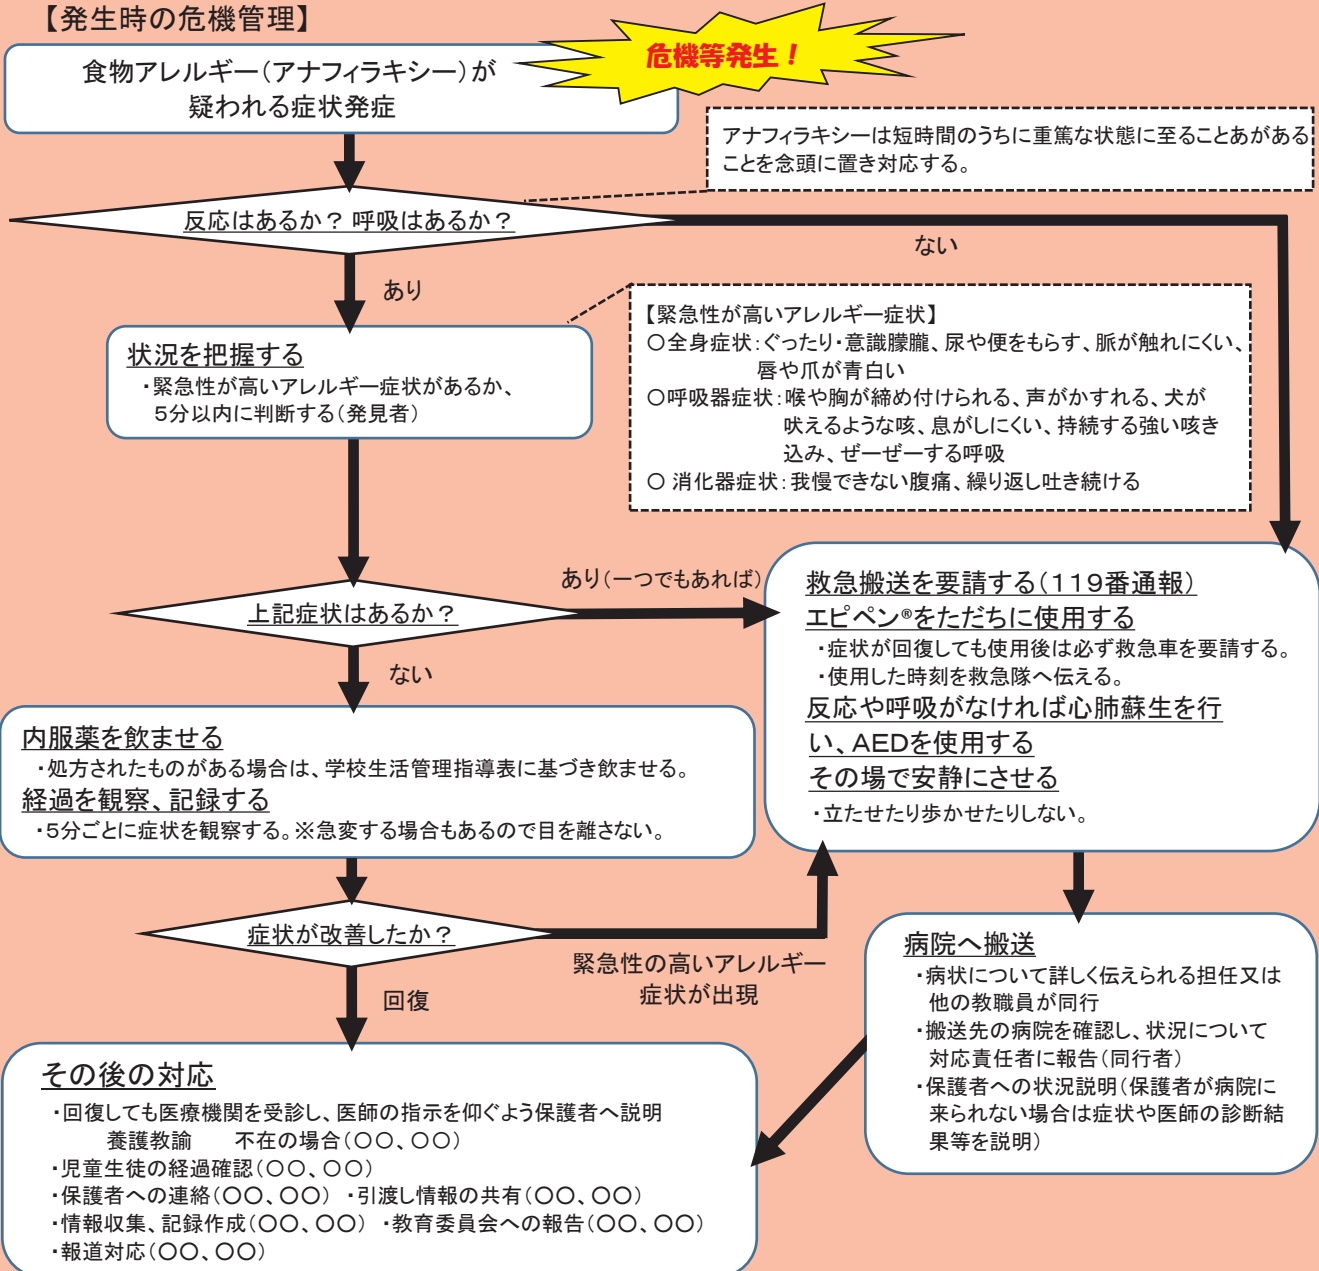 【発生時の危機管理】
危機等発生！
食物アレルギー（アナフィラキシー）が
疑われる症状発症
アナフィラキシーは短時間のうちに重篤な状態に至ることあがある
ことを念頭に置き対応する。
反応はあるか？ 呼吸はあるか？
ない
あり
状況を把握する
・緊急性が高いアレルギー症状があるか、
５分以内に判断する（発見者）
【緊急性が高いアレルギー症状】
○全身症状：ぐったり・意識朦朧、尿や便をもらす、脈が触れにくい、
唇や爪が青白い
○呼吸器症状：喉や胸が締め付けられる、声がかすれる、犬が
吠えるような咳、息がしにくい、持続する強い咳き
込み、ぜーぜーする呼吸
○ 消化器症状：我慢できない腹痛、繰り返し吐き続ける
上記症状はあるか？
あり（一つでもあれば）
ない
救急搬送を要請する（119番通報）
エピペン®をただちに使用する
・症状が回復しても使用後は必ず救急車を要請する。
・使用した時刻を救急隊へ伝える。
反応や呼吸がなければ心肺蘇生を行
い、AEDを使用する
その場で安静にさせる
・立たせたり歩かせたりしない。
内服薬を飲ませる
・処方されたものがある場合は、学校生活管理指導表に基づき飲ませる。
経過を観察、記録する
・５分ごとに症状を観察する。※急変する場合もあるので目を離さない。
症状が改善したか？
緊急性の高いアレルギー
症状が出現
回復
病院へ搬送
・病状について詳しく伝えられる担任又は
他の教職員が同行
・搬送先の病院を確認し、状況について
対応責任者に報告（同行者）
・保護者への状況説明（保護者が病院に
来られない場合は症状や医師の診断結
果等を説明）
その後の対応
・回復しても医療機関を受診し、医師の指示を仰ぐよう保護者へ説明
養護教諭　　不在の場合（○○、○○）
・児童生徒の経過確認（○○、○○）
・保護者への連絡（○○、○○） ・引渡し情報の共有（○○、○○）
・情報収集、記録作成（○○、○○） ・教育委員会への報告（○○、○○）
・報道対応（○○、○○）